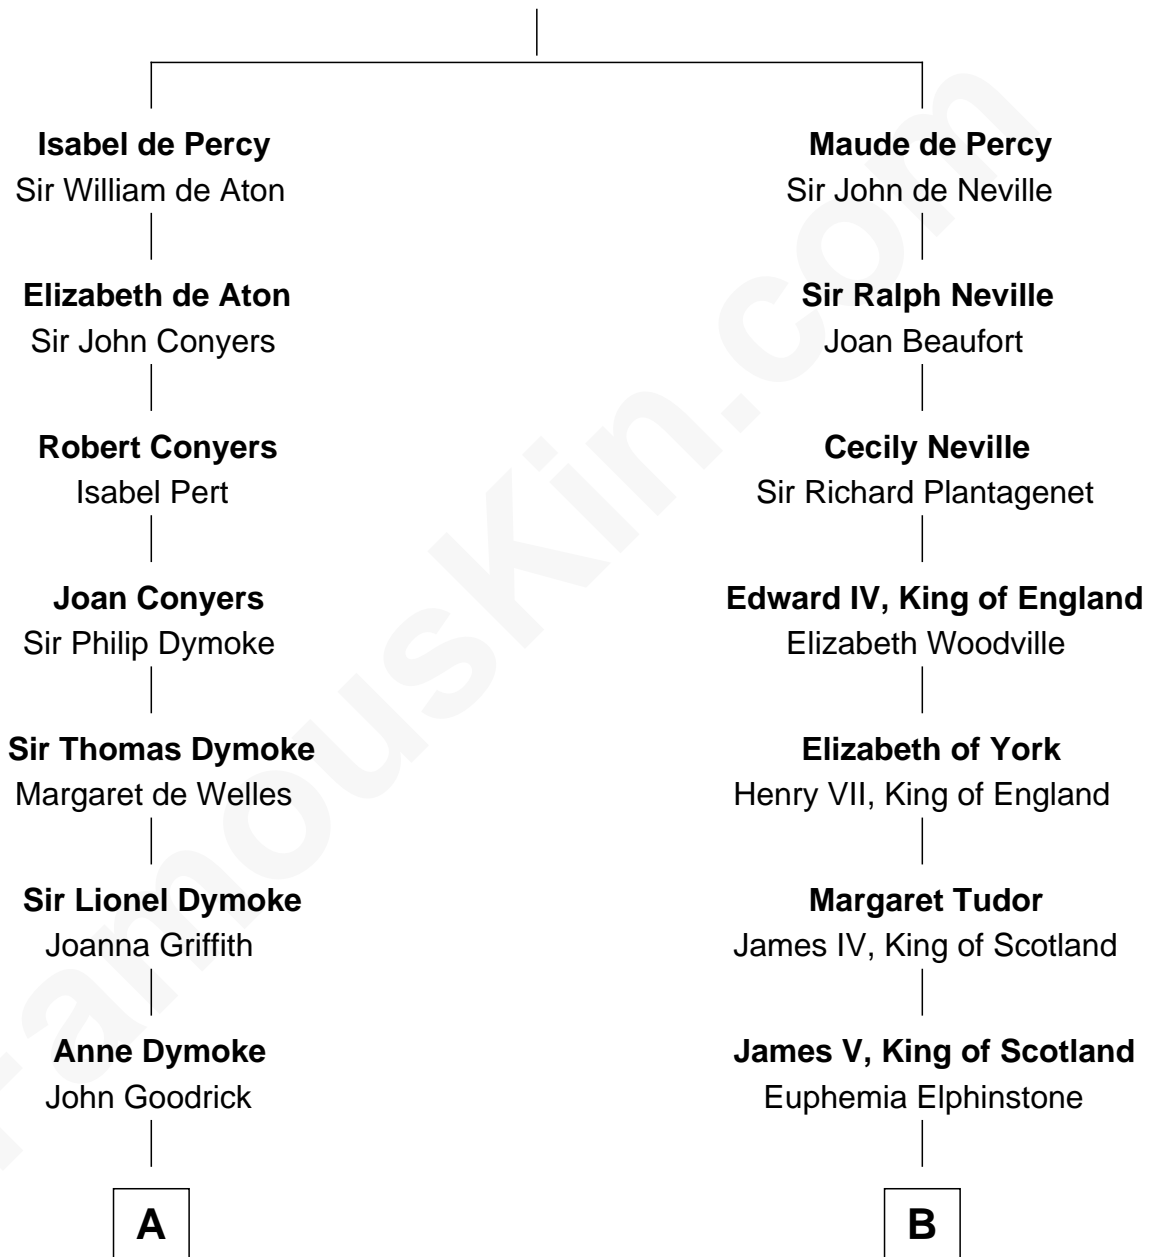 Isabel de Percy
Sir William de Aton
Elizabeth de Aton
Sir John Conyers
Robert Conyers
Isabel Pert
Joan Conyers
Sir Philip Dymoke
Sir Thomas Dymoke
Margaret de Welles
Sir Lionel Dymoke
Joanna Griffith
Anne Dymoke
John Goodrick
A
Maude de Percy
Sir John de Neville
Sir Ralph Neville
Joan Beaufort
Cecily Neville
Sir Richard Plantagenet
Edward IV, King of England
Elizabeth Woodville
Elizabeth of York
Henry VII, King of England
Margaret Tudor
James IV, King of Scotland
James V, King of Scotland
Euphemia Elphinstone
B
FamousKin.com